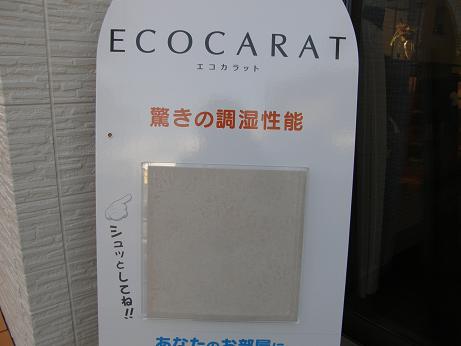 ECOCARAT
エコカラット
驚きの調湿性能
シュッとしてね!!
あなたのお部屋に